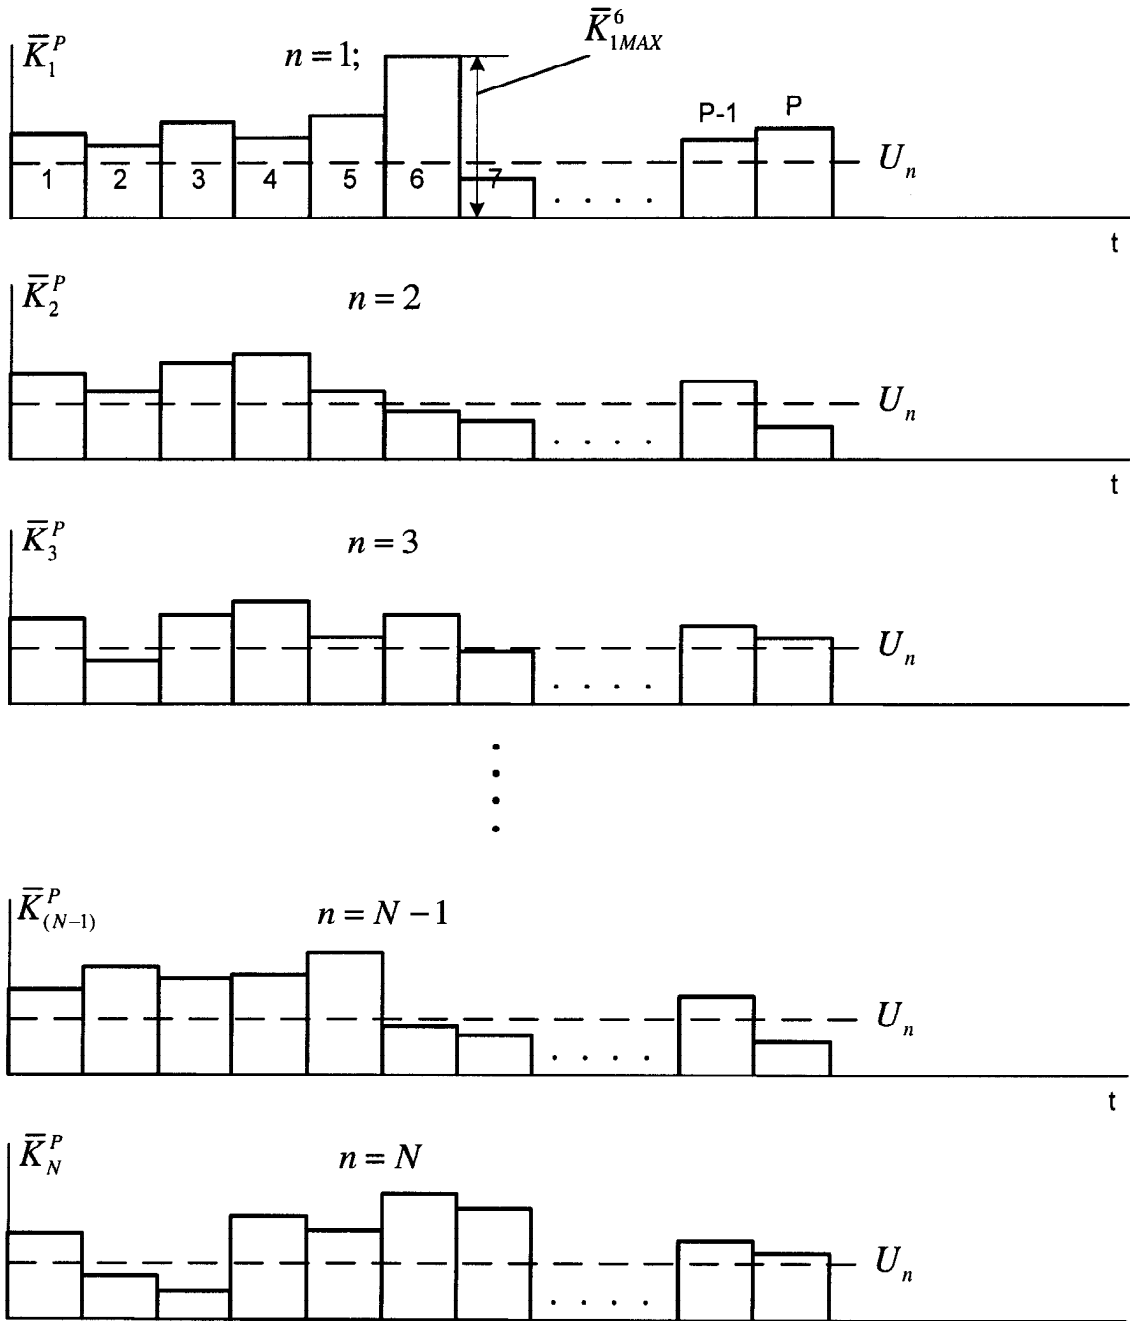 K̄₁ᴾ n = 1; K̄⁶₁MAX
P-1 P
1 2 3 4 5 6 7 . . . . Uₙ
t
K̄₂ᴾ n = 2
Uₙ
. . . .
t
K̄₃ᴾ n = 3
Uₙ
. . . .
K̄ᴾ₍N₋₁₎ n = N − 1
Uₙ
. . . .
t
K̄ᴾ_N n = N
Uₙ
. . . .